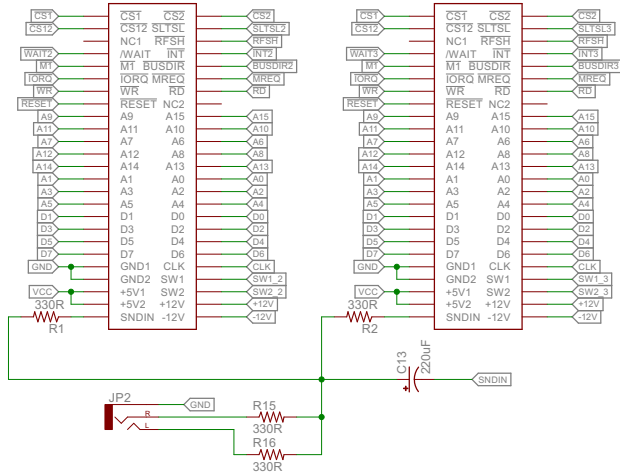 CS1 CS1 CS2 CS2
CS12 CS12 SLTSL SLTSL2
NC1 RFSH RFSH
WAIT2 /WAIT INT INT2
M1 M1 BUSDIR BUSDIR2
IORQ IORQ MREQ MREQ
WR WR RD RD
RESET RESET NC2
A9 A9 A15 A15
A11 A11 A10 A10
A7 A7 A6 A6
A12 A12 A8 A8
A14 A14 A13 A13
A1 A1 A0 A0
A3 A3 A2 A2
A5 A5 A4 A4
D1 D1 D0 D0
D3 D3 D2 D2
D5 D5 D4 D4
D7 D7 D6 D6
GND GND1 CLK CLK
GND2 SW1 SW1_2
VCC +5V1 SW2 SW2_2
+5V2 +12V +12V
330R SNDIN -12V -12V
R1
CS1 CS1 CS2 CS2
CS12 CS12 SLTSL SLTSL3
NC1 RFSH RFSH
WAIT3 /WAIT INT INT3
M1 M1 BUSDIR BUSDIR3
IORQ IORQ MREQ MREQ
WR WR RD RD
RESET RESET NC2
A9 A9 A15 A15
A11 A11 A10 A10
A7 A7 A6 A6
A12 A12 A8 A8
A14 A14 A13 A13
A1 A1 A0 A0
A3 A3 A2 A2
A5 A5 A4 A4
D1 D1 D0 D0
D3 D3 D2 D2
D5 D5 D4 D4
D7 D7 D6 D6
GND GND1 CLK CLK
GND2 SW1 SW1_3
VCC +5V1 SW2 SW2_3
+5V2 +12V +12V
330R SNDIN -12V -12V
R2
C13
220uF
+
SNDIN
JP2
GND
R
L
R15
330R
R16
330R